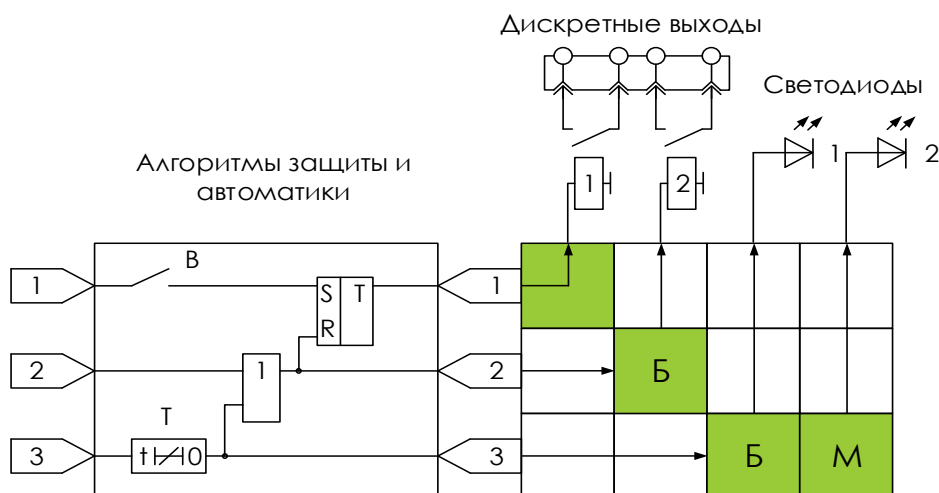 Дискретные выходы
Светодиоды
Алгоритмы защиты и
автоматики
1
2
1
2
1
B
S
T
R
1
2
1
2
Б
T
3
t
0
3
Б
М